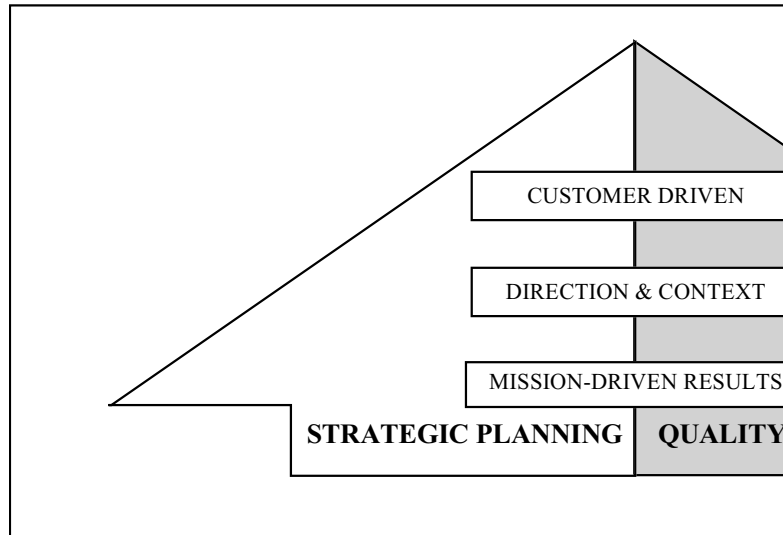 CUSTOMER DRIVEN
DIRECTION & CONTEXT
MISSION-DRIVEN RESULTS
STRATEGIC PLANNING QUALITY